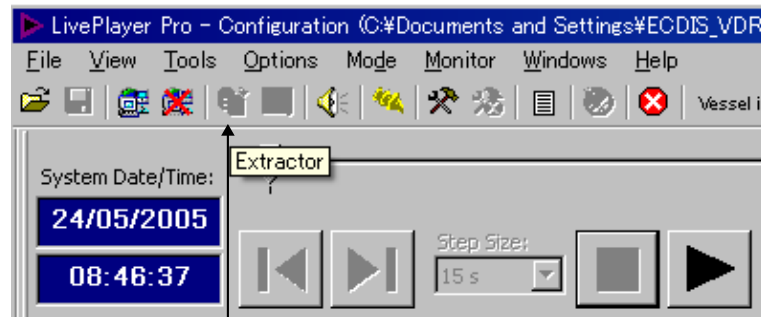 LivePlayer Pro - Configuration (C:¥Documents and Settings¥ECDIS_VDR
File View Tools Options Mode Monitor Windows Help
Vessel i
Extractor
System Date/Time:
24/05/2005
Step Size:
08:46:37
15 s